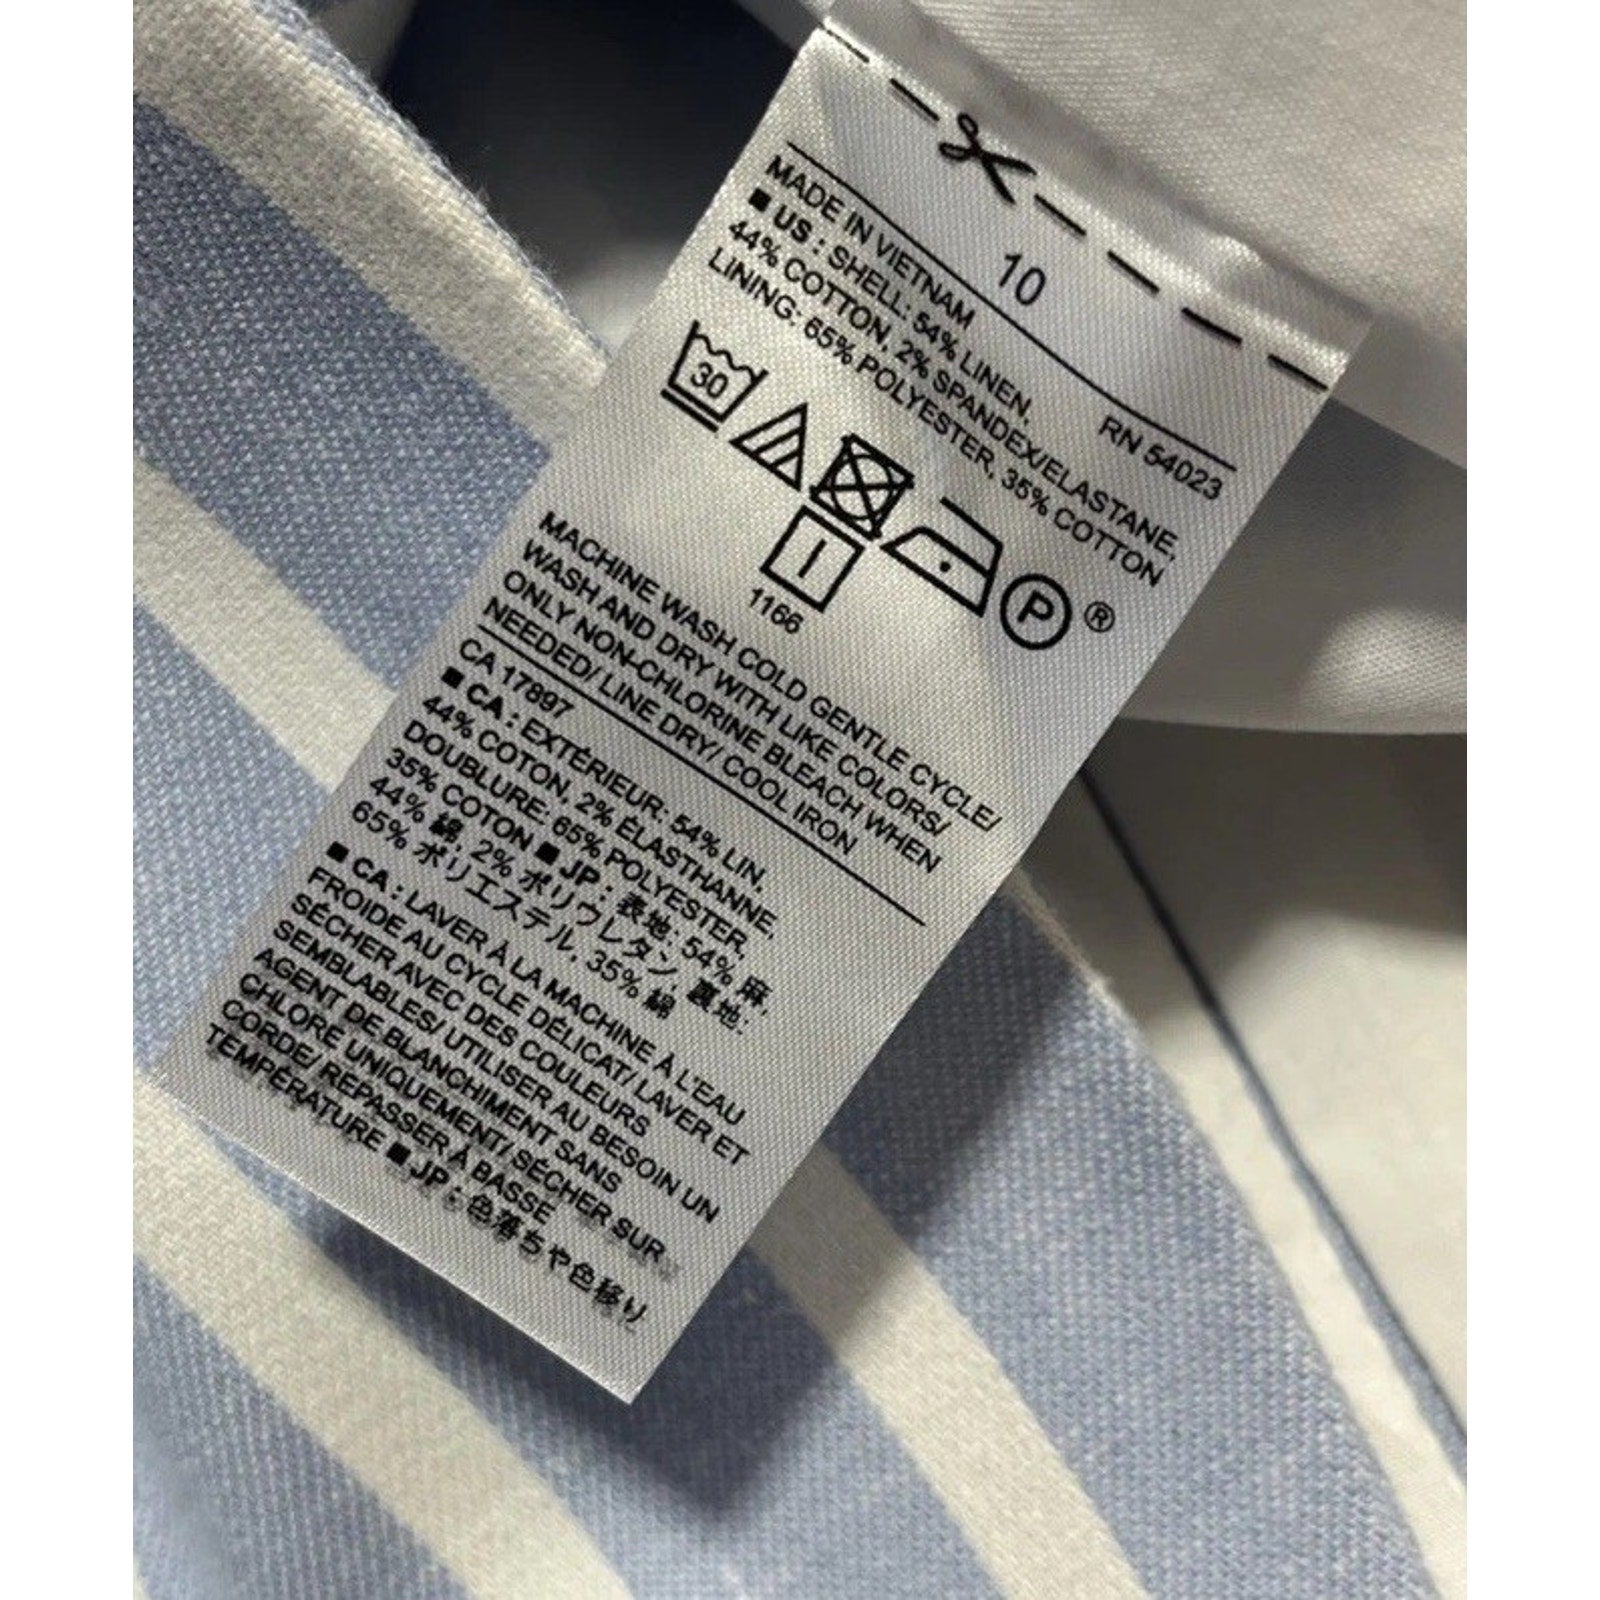 10
MADE IN VIETNAM RN 54023
■ US : SHELL: 54% LINEN,
44% COTTON, 2% SPANDEX/ELASTANE,
LINING: 65% POLYESTER, 35% COTTON
30
P ®
1166
MACHINE WASH COLD GENTLE CYCLE/
WASH AND DRY WITH LIKE COLORS/
ONLY NON-CHLORINE BLEACH WHEN
NEEDED/ LINE DRY/ COOL IRON
CA 17897
■ CA : EXTÉRIEUR: 54% LIN,
44% COTON, 2% ÉLASTHANNE,
DOUBLURE: 65% POLYESTER,
35% COTON ■ JP : 表地: 54% 麻,
44% 綿, 2% ポリウレタン, 裏地:
65% ポリエステル, 35% 綿
■ CA : LAVER À LA MACHINE À L'EAU
FROIDE AU CYCLE DÉLICAT/ LAVER ET
SÉCHER AVEC DES COULEURS
SEMBLABLES/ UTILISER AU BESOIN UN
AGENT DE BLANCHIMENT SANS
CHLORE UNIQUEMENT/ SÉCHER SUR
CORDE/ REPASSER À BASSE
TEMPÉRATURE ■ JP : 色落ちや色移り